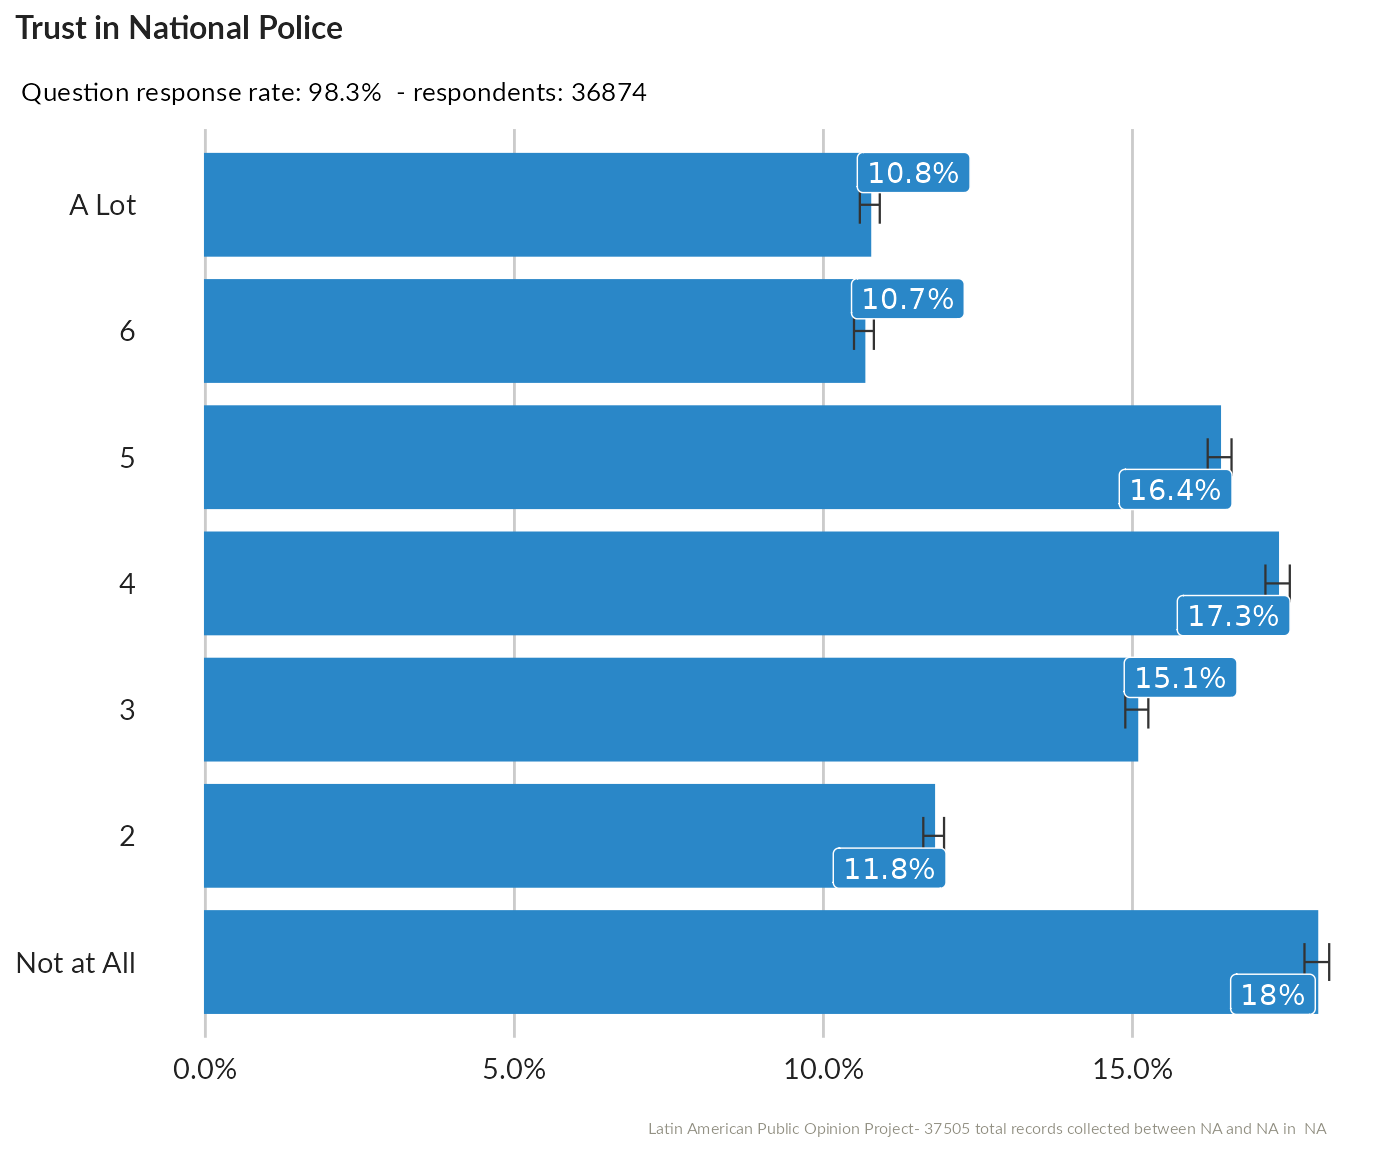 Trust in National Police
Question response rate: 98.3%  - respondents: 36874
A Lot
10.8%
6
10.7%
5
16.4%
4
17.3%
3
15.1%
2
11.8%
Not at All
18%
0.0% 5.0% 10.0% 15.0%
Latin American Public Opinion Project- 37505 total records collected between NA and NA in  NA